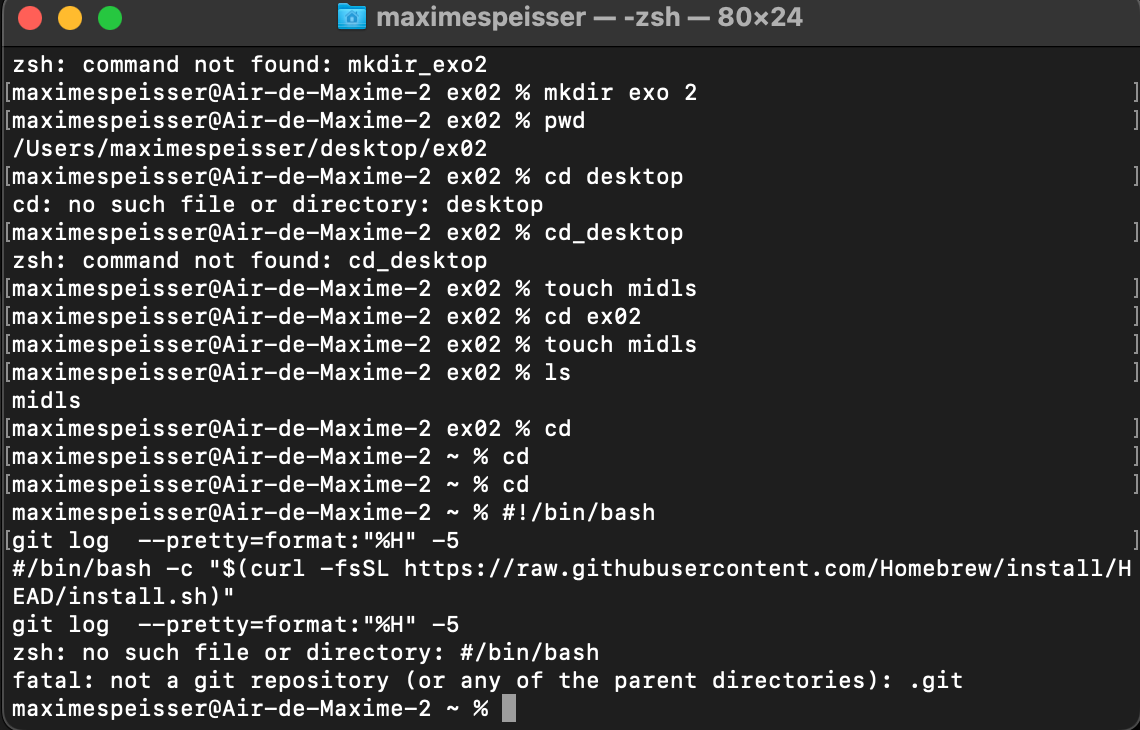 maximespeisser — -zsh — 80×24
zsh: command not found: mkdir_exo2
[maximespeisser@Air-de-Maxime-2 ex02 % mkdir exo 2 ]
[maximespeisser@Air-de-Maxime-2 ex02 % pwd ]
/Users/maximespeisser/desktop/ex02
[maximespeisser@Air-de-Maxime-2 ex02 % cd desktop ]
cd: no such file or directory: desktop
[maximespeisser@Air-de-Maxime-2 ex02 % cd_desktop ]
zsh: command not found: cd_desktop
[maximespeisser@Air-de-Maxime-2 ex02 % touch midls ]
[maximespeisser@Air-de-Maxime-2 ex02 % cd ex02 ]
[maximespeisser@Air-de-Maxime-2 ex02 % touch midls ]
[maximespeisser@Air-de-Maxime-2 ex02 % ls ]
midls
[maximespeisser@Air-de-Maxime-2 ex02 % cd ]
[maximespeisser@Air-de-Maxime-2 ~ % cd ]
[maximespeisser@Air-de-Maxime-2 ~ % cd ]
maximespeisser@Air-de-Maxime-2 ~ % #!/bin/bash
[git log  --pretty=format:"%H" -5 ]
#/bin/bash -c "$(curl -fsSL https://raw.githubusercontent.com/Homebrew/install/H
EAD/install.sh)"
git log  --pretty=format:"%H" -5
zsh: no such file or directory: #/bin/bash
fatal: not a git repository (or any of the parent directories): .git
maximespeisser@Air-de-Maxime-2 ~ %